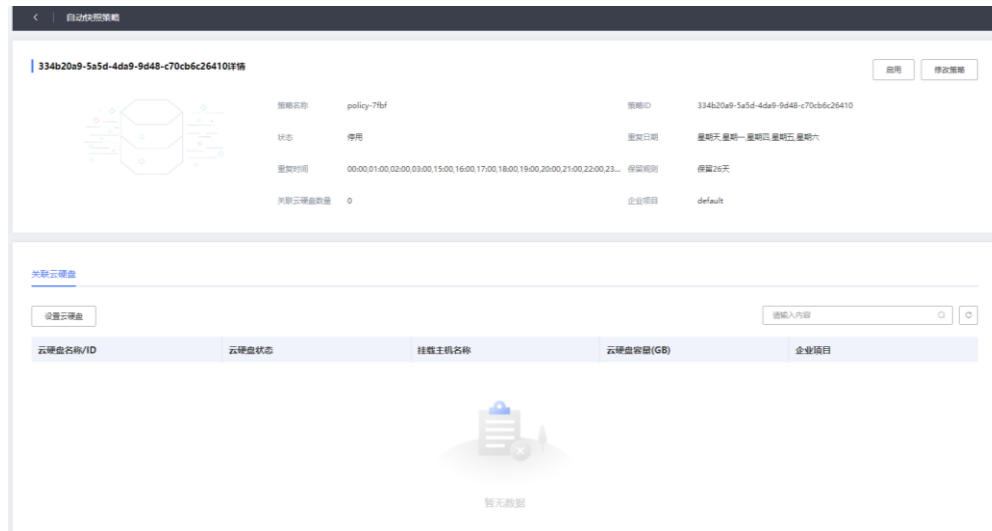 自动快照策略
334b20a9-5a5d-4da9-9d48-c70cb6c26410详情
启用 修改策略
策略名称 policy-7fbf 策略ID 334b20a9-5a5d-4da9-9d48-c70cb6c26410
状态 停用 重复日期 星期天,星期一,星期四,星期五,星期六
重复时间 00:00,01:00,02:00,03:00,15:00,16:00,17:00,18:00,19:00,20:00,21:00,22:00,23... 保留规则 保留26天
关联云硬盘数量 0 企业项目 default
关联云硬盘
设置云硬盘 请输入内容
云硬盘名称/ID 云硬盘状态 挂载主机名称 云硬盘容量(GB) 企业项目
暂无数据